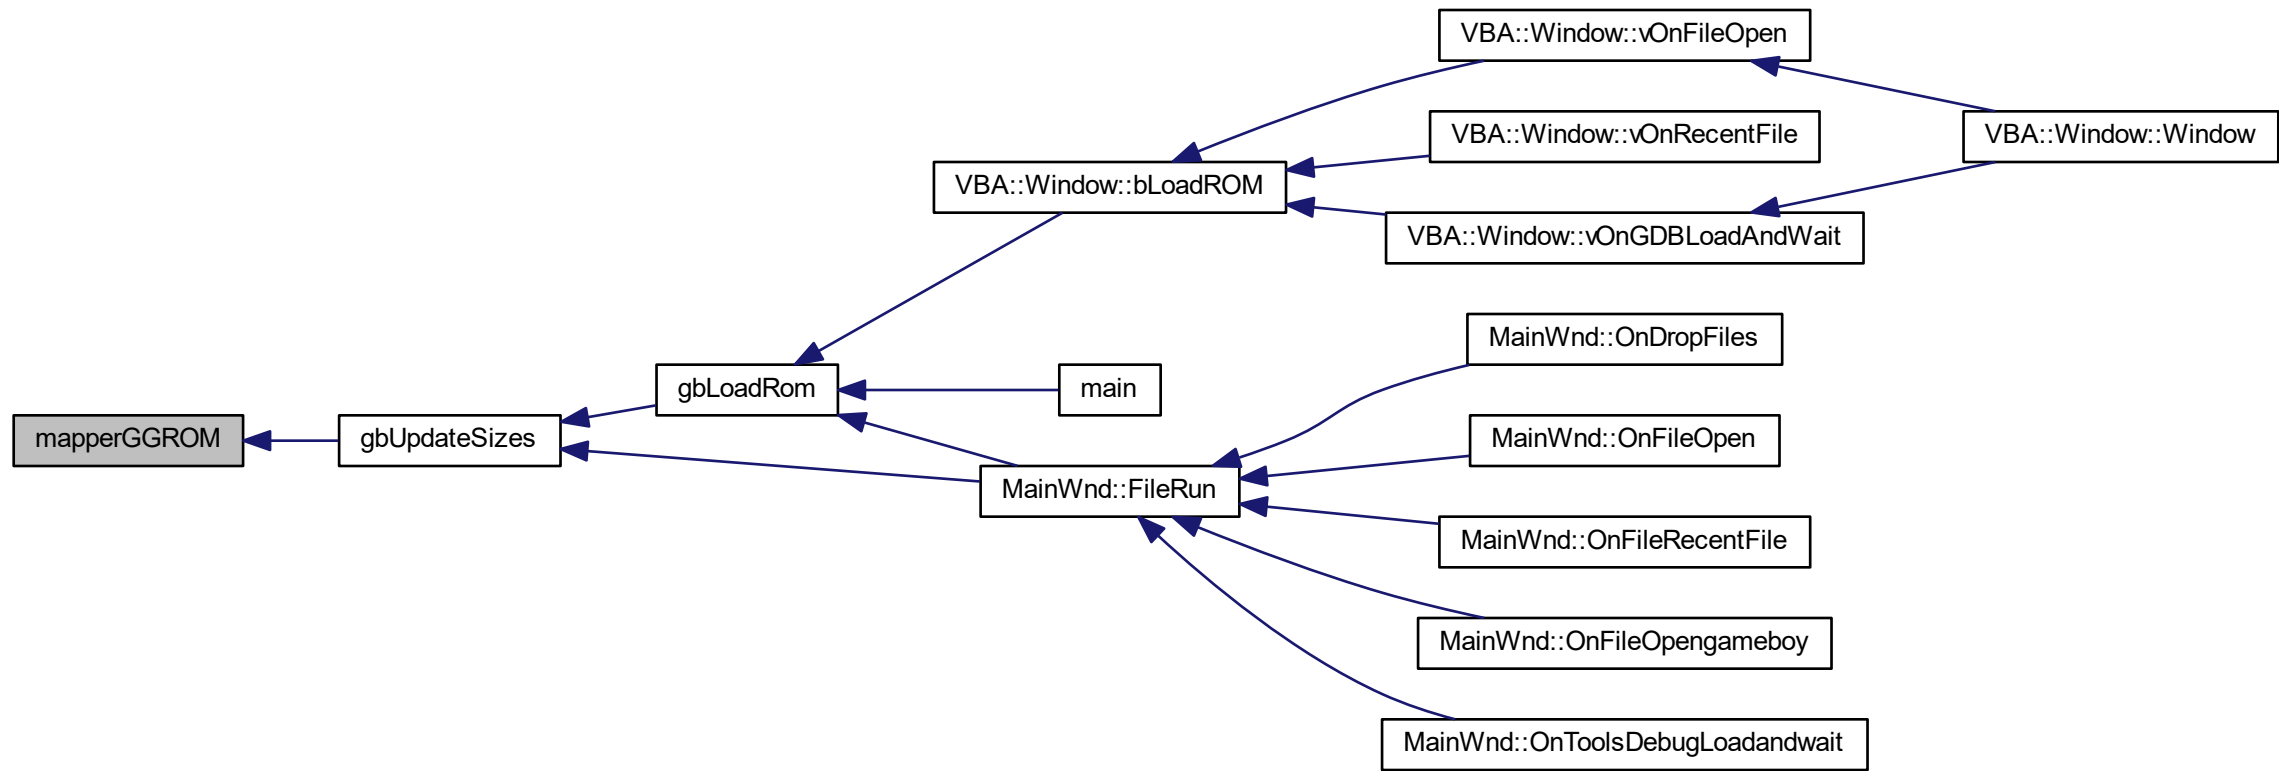 VBA::Window::vOnFileOpen
VBA::Window::vOnRecentFile
VBA::Window::Window
VBA::Window::bLoadROM
VBA::Window::vOnGDBLoadAndWait
MainWnd::OnDropFiles
gbLoadRom
main
mapperGGROM
gbUpdateSizes
MainWnd::OnFileOpen
MainWnd::FileRun
MainWnd::OnFileRecentFile
MainWnd::OnFileOpengameboy
MainWnd::OnToolsDebugLoadandwait